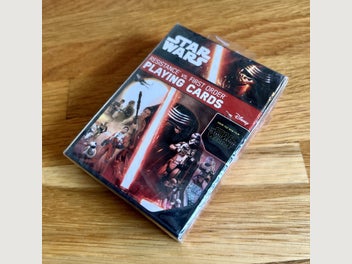 STAR
WARS
RESISTANCE VS. FIRST ORDER
PLAYING CARDS
Disney